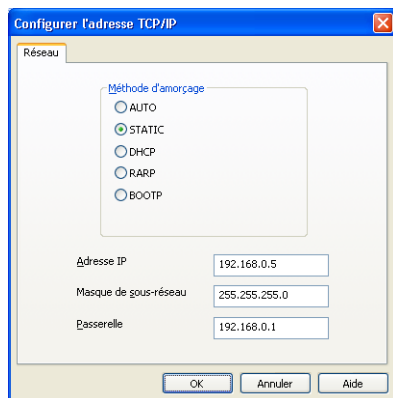 Configurer l'adresse TCP/IP
Réseau
Méthode d'amorçage
AUTO
STATIC
DHCP
RARP
BOOTP
Adresse IP 192.168.0.5
Masque de sous-réseau 255.255.255.0
Passerelle 192.168.0.1
OK Annuler Aide